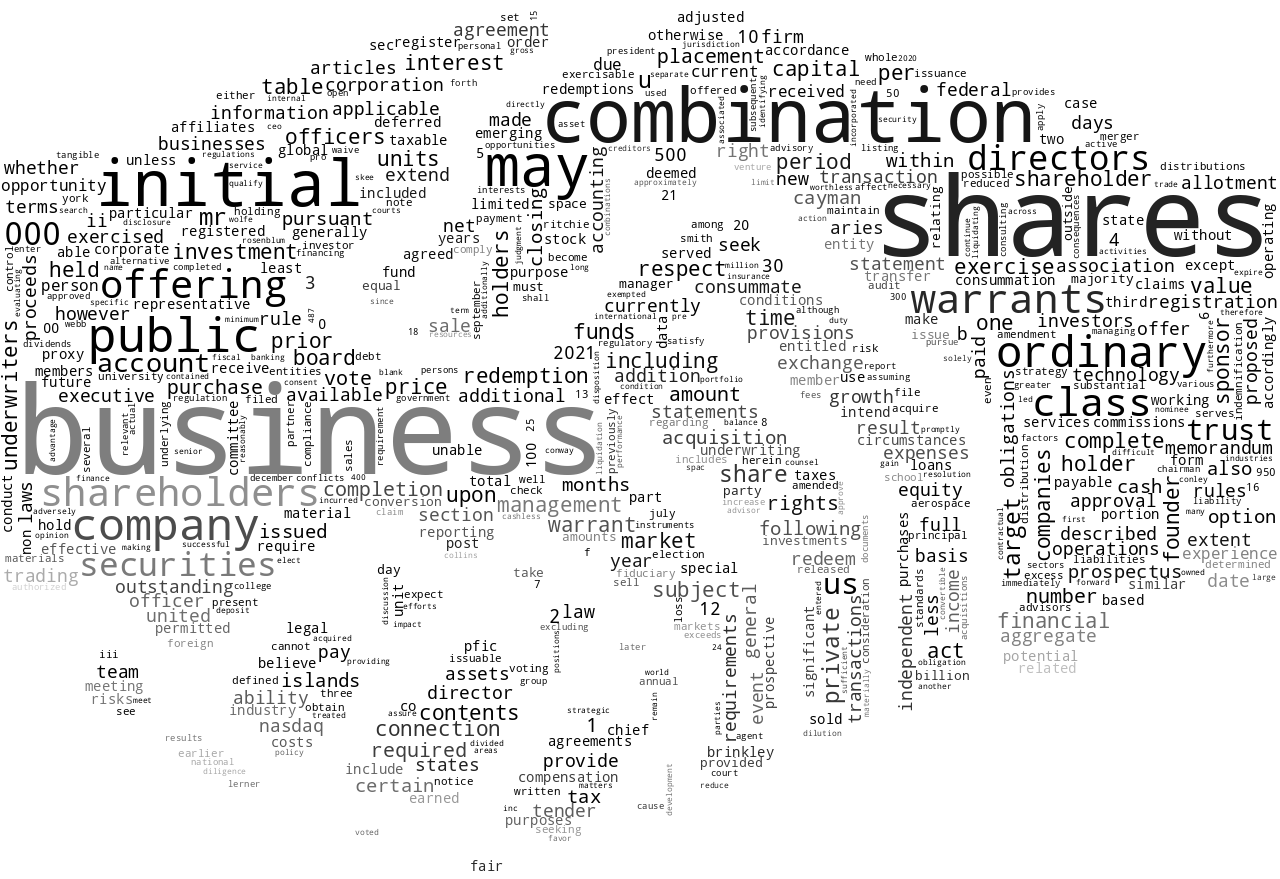 set 15
adjusted
agreement
otherwise 10 firm
sec register personal order
president jurisdiction
gross
articles interest
due placement accordance
table corporation forth
exercisable u separate current capital per whole 2020 issuance
either internal open
redemptions used offered received need 50 federal provides
information applicable
directly combination
affiliates ceo deferred
made asset associated subsequent identifying incorporated security apply case
businesses officers taxable
emerging opportunities creditors right advisory listing two days
global pro waive
5 may accounting 500 venture period within active merger
tangible regulations
whether unless service units
initial skee extend
interests combinations deemed approximately limit new transaction directors
opportunity qualify included
limited closing 21 worthless affect necessary possible reduced shareholder distributions
york note
payment space cayman shares trade allotment
terms search particular mr holding pursuant
net holders judgment ritchie among 20 action maintain aries relating outside state
000 ii disclosure wolfe courts
years stock smith seek entity continue liquidating consulting across consequences 4 without operating
exercised registered rosenblum generally
comply become served statement activities
able corporate investment investor
agreed purpose long respect million 30 transfer exercise association except
control enter alternative financing
must manager insurance consummate audit consummation majority expire
held name completed least fund
shall exempted conditions 300 warrants claims value
proceeds person offering 3 equal
september additionally currently although make third registration
approved specific since
international pre time duty issue b one investors 6 therefore
evaluating however representative term
funds data provisions pursue amendment managing offer furthermore
00 webb public minimum rule 487 0 18 sale resources
regulatory satisfy entitled risk solely paid ordinary sponsor proposed accordingly
dividends proxy prior
2021 including exchange report
account fiscal banking board debt
disposition addition portfolio member use assuming strategy technology
members university receive entities blank persons redemption
condition fees growth file even greater substantial various
future contained consent vote
effect amount intend acquire led class working indemnification
executive purchase regulation filed available price government additional 13
statements balance 8 result promptly nominee serves
underwriters business
regarding underwriting circumstances services commissions trust
advantage several relevant actual underlying senior committee reasonably partner compliance sales requirement
acquisition herein counsel expenses factors complete memorandum
unable 100 25 conway liquidation performance previously
includes spac gain resolution difficult form industries
finance december conflicts 400
total well share taxes school loans holder chairman also 950
conduct laws shareholders incurred completion
upon check months party amended equity payable cash conley rules 16
adversely material conversion claim
management part increase rights approve aerospace approval portion many option
non hold company issued
section cashless july advisor first
opinion require reporting warrant instruments following full described extent
effective making successful
post amounts market investments principal operations experience
materials securities elect
collins f election redeem documents basis sectors determined
trading day
year fiduciary special released excess prospectus owned date large
authorized outstanding college discussion unit expect
take 7 sell subject us immediately forward similar
officer present efforts
purchases standards less convertible income acquisitions target obligations contractual distribution companies founder liabilities liability
united deposit impact
2 law loss 12 entered number based
permitted legal
excluding markets general advisors
foreign acquired
exceeds private transactions materially consideration sufficient financial
cannot pay
pfic positions later 24 independent act aggregate
iii believe providing
issuable voting requirements event prospective significant obligation potential
team defined islands
assets group world annual billion related
meeting ability three
director strategic remain another
risks meet industry obtain
co assure contents 1 chief parties sold
see nasdaq treated
connection agreements agent dilution
results costs
required divided areas brinkley
earlier policy
states provide provided
national include
notice compensation court
diligence certain
matters development reduce
lerner earned
written tax cause
inc tender
purposes seeking
voted favor
fair